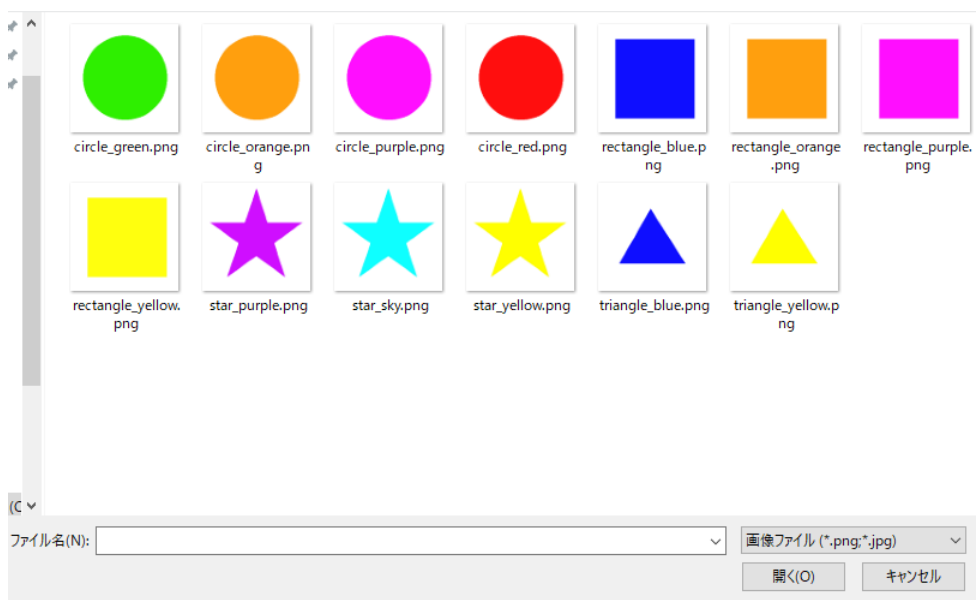 circle_green.png
circle_orange.pn
g
circle_purple.png
circle_red.png
rectangle_blue.p
ng
rectangle_orange
.png
rectangle_purple.
png
rectangle_yellow.
png
star_purple.png
star_sky.png
star_yellow.png
triangle_blue.png
triangle_yellow.p
ng
(C
ファイル名(N):
画像ファイル (*.png;*.jpg)
開く(O)
キャンセル